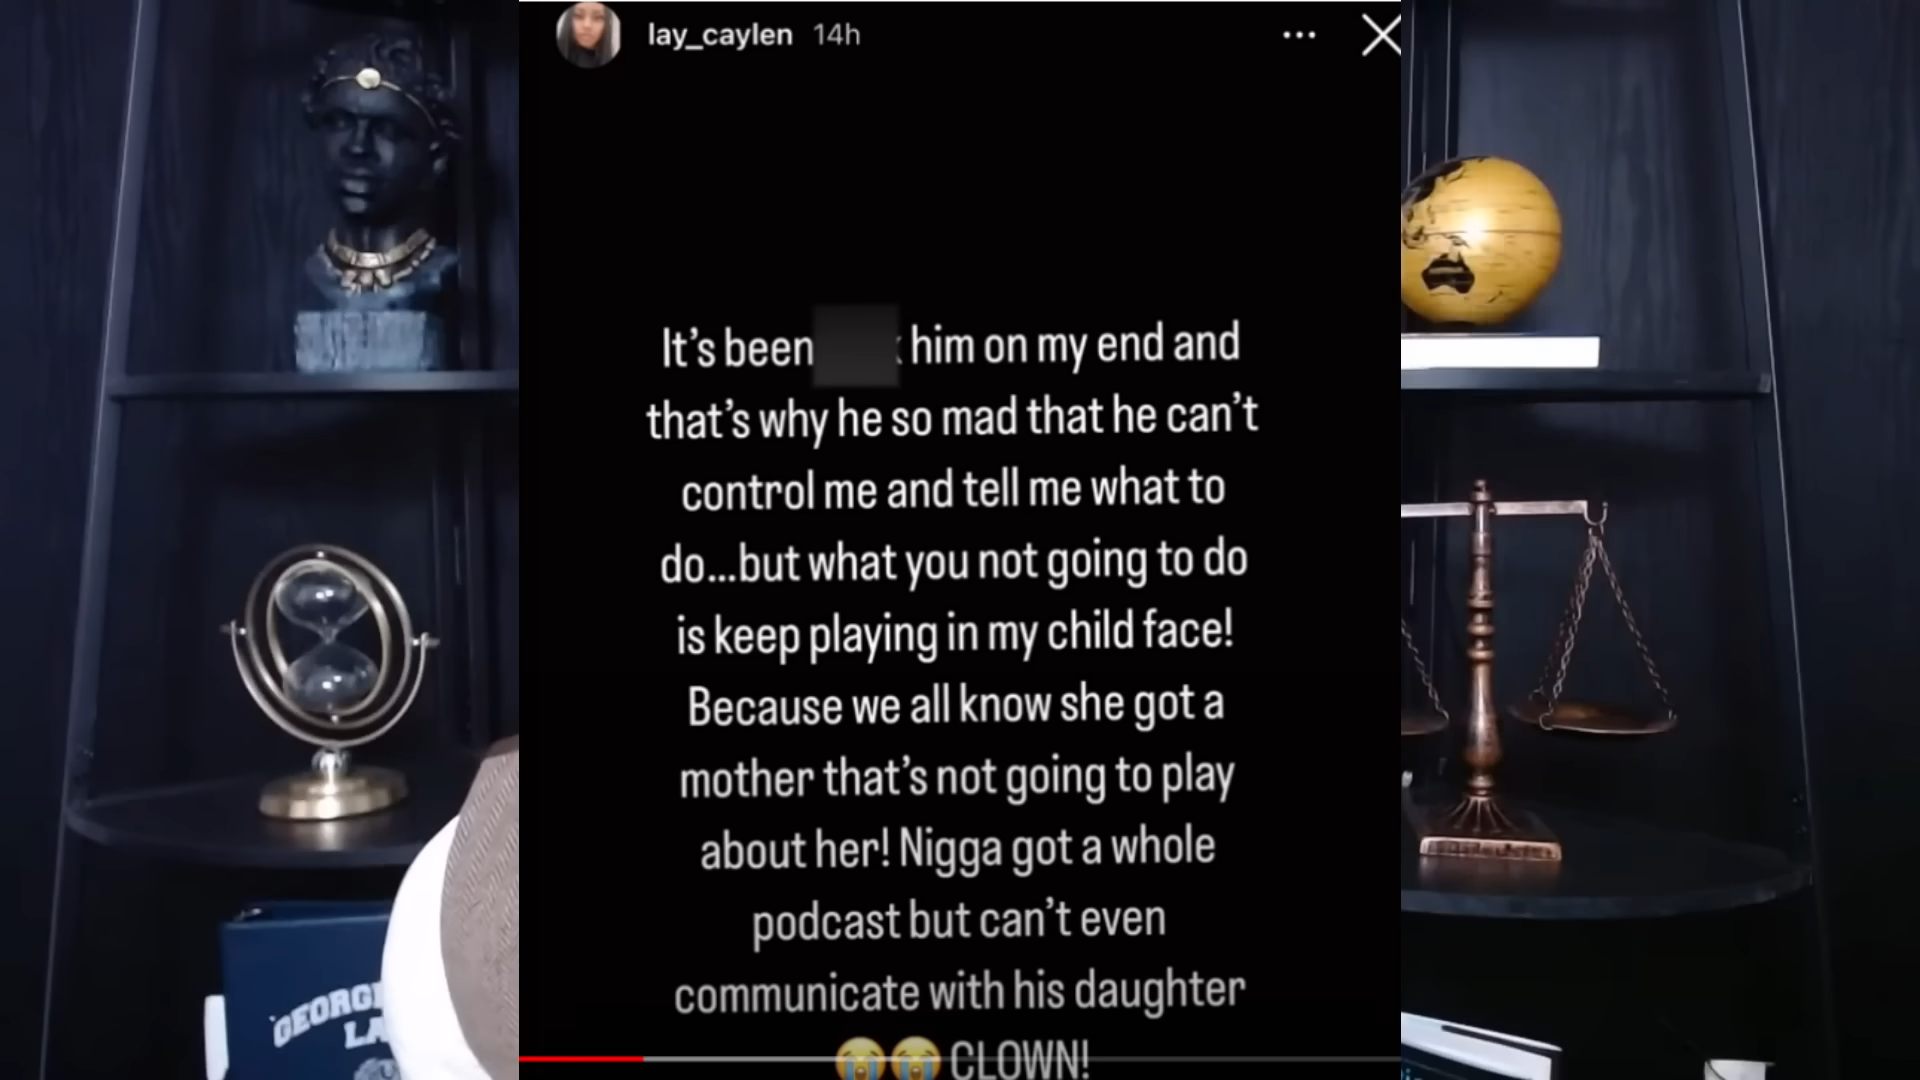 lay_caylen 14h
It's been him on my end and
that's why he so mad that he can't
control me and tell me what to
do...but what you not going to do
is keep playing in my child face!
Because we all know she got a
mother that's not going to play
about her! Nigga got a whole
podcast but can't even
communicate with his daughter
😭😭 CLOWN!
GEORGE
LA